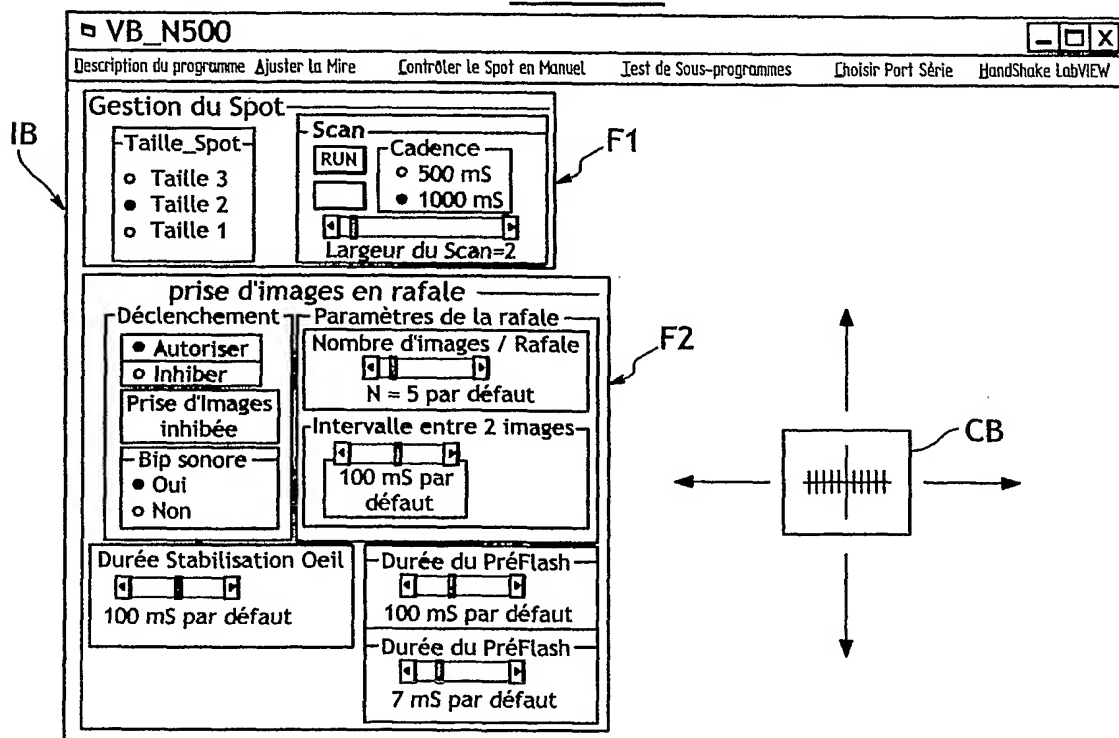 VB_N500
Description du programme Ajuster la Mire Contrôler le Spot en Manuel Test de Sous-programmes Choisir Port Série HandShake LabVIEW
IB
Gestion du Spot
Taille_Spot
Taille 3
Taille 2
Taille 1
Scan
RUN
Cadence
500 mS
1000 mS
Largeur du Scan=2
F1
prise d'images en rafale
Déclenchement
Autoriser
Inhiber
Prise d'Images
inhibée
Bip sonore
Oui
Non
Paramètres de la rafale
Nombre d'images / Rafale
N = 5 par défaut
Intervalle entre 2 images
100 mS par
défaut
F2
Durée Stabilisation Oeil
100 mS par défaut
Durée du PréFlash
100 mS par défaut
Durée du PréFlash
7 mS par défaut
CB